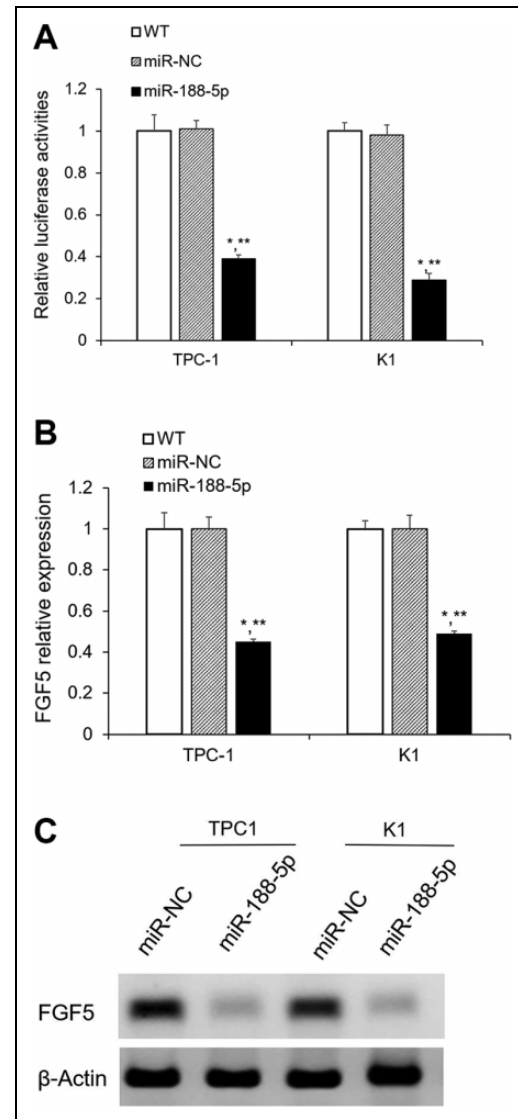 A
WT
miR-NC
miR-188-5p
Relative luciferase activities
1.2
1
0.8
0.6
0.4
0.2
0
*,**
*,**
TPC-1
K1
B
WT
miR-NC
miR-188-5p
FGF5 relative expression
1.2
1
0.8
0.6
0.4
0.2
0
*,**
*,**
TPC-1
K1
C
TPC1
K1
miR-NC
miR-188-5p
miR-NC
miR-188-5p
FGF5
β-Actin